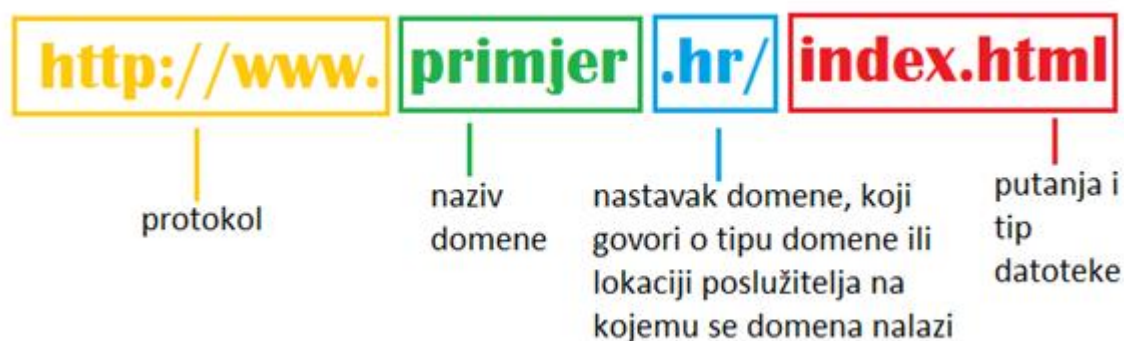 http://www.primjer.hr/index.html
protokol
naziv
domene
nastavak domene, koji
govori o tipu domene ili
lokaciji poslužitelja na
kojemu se domena nalazi
putanja i
tip
datoteke